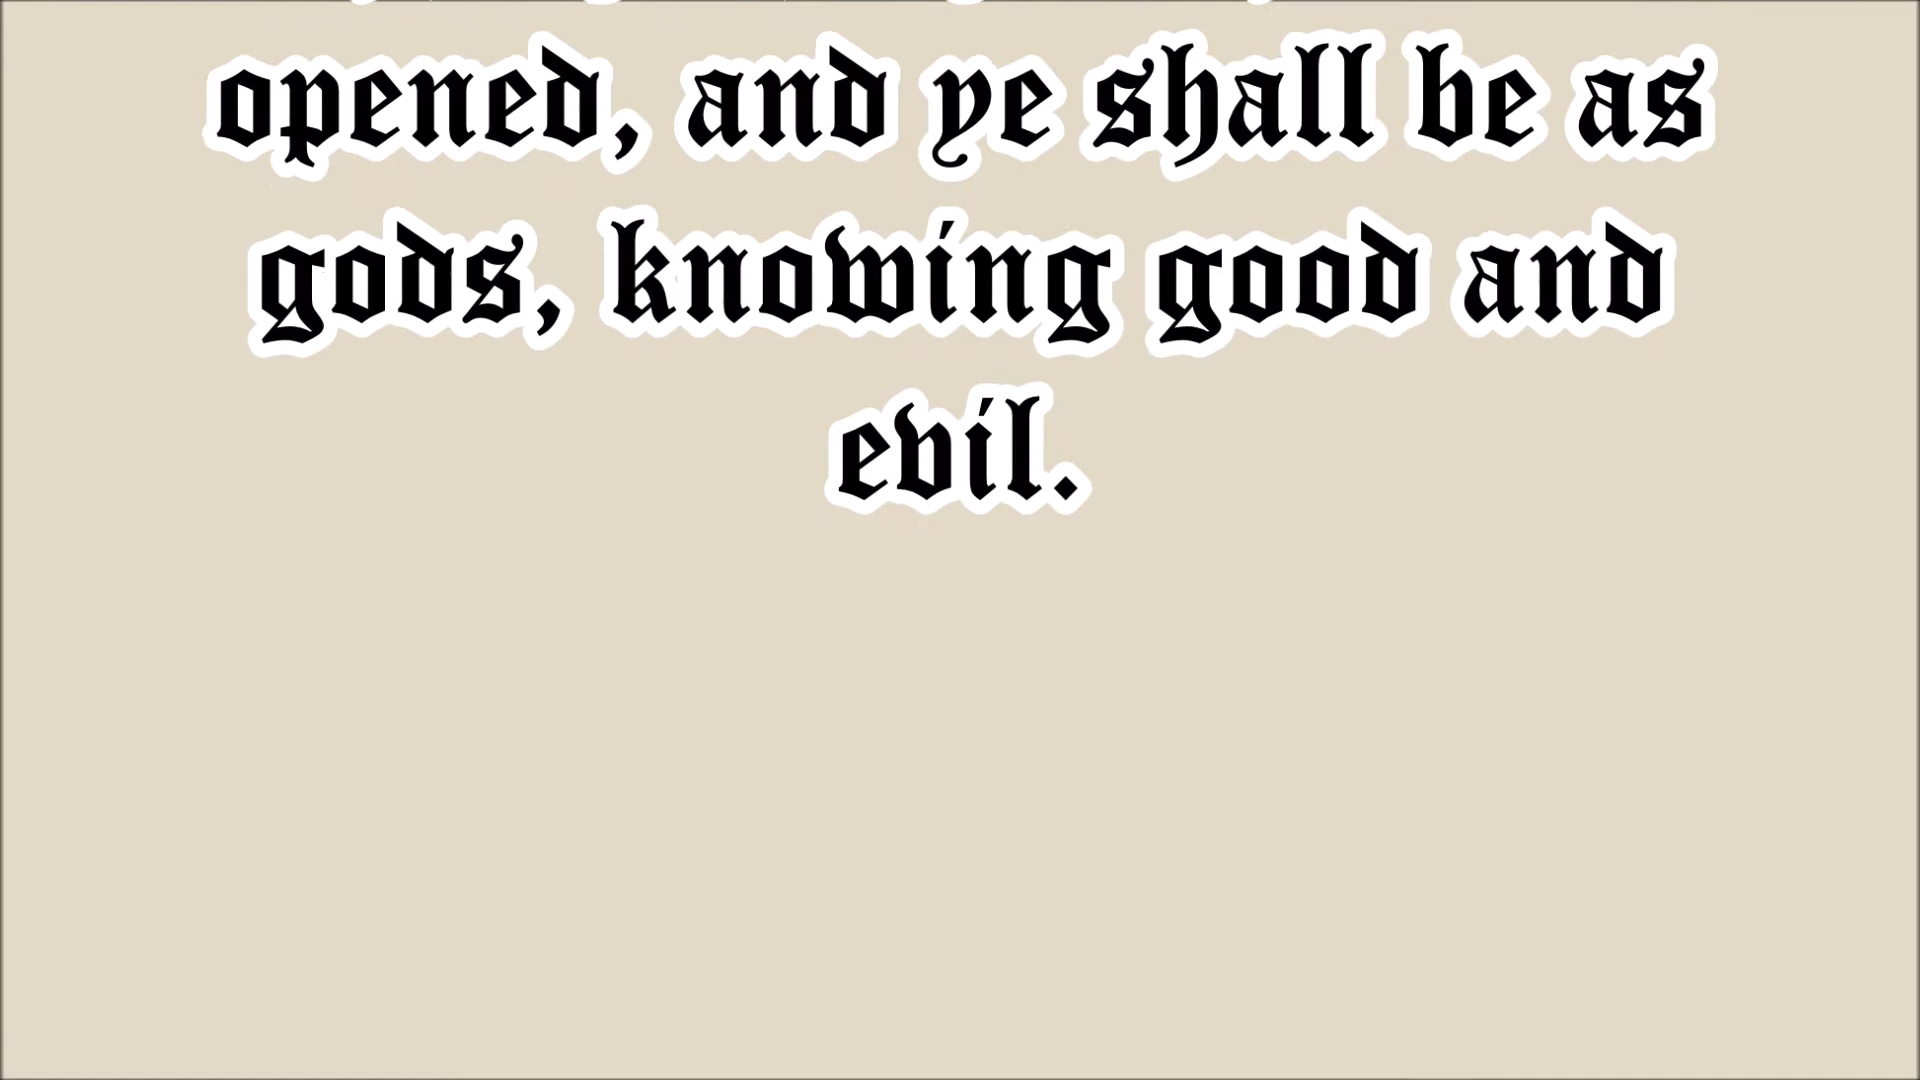 opened, and ye shall be as
gods, knowing good and
evil.